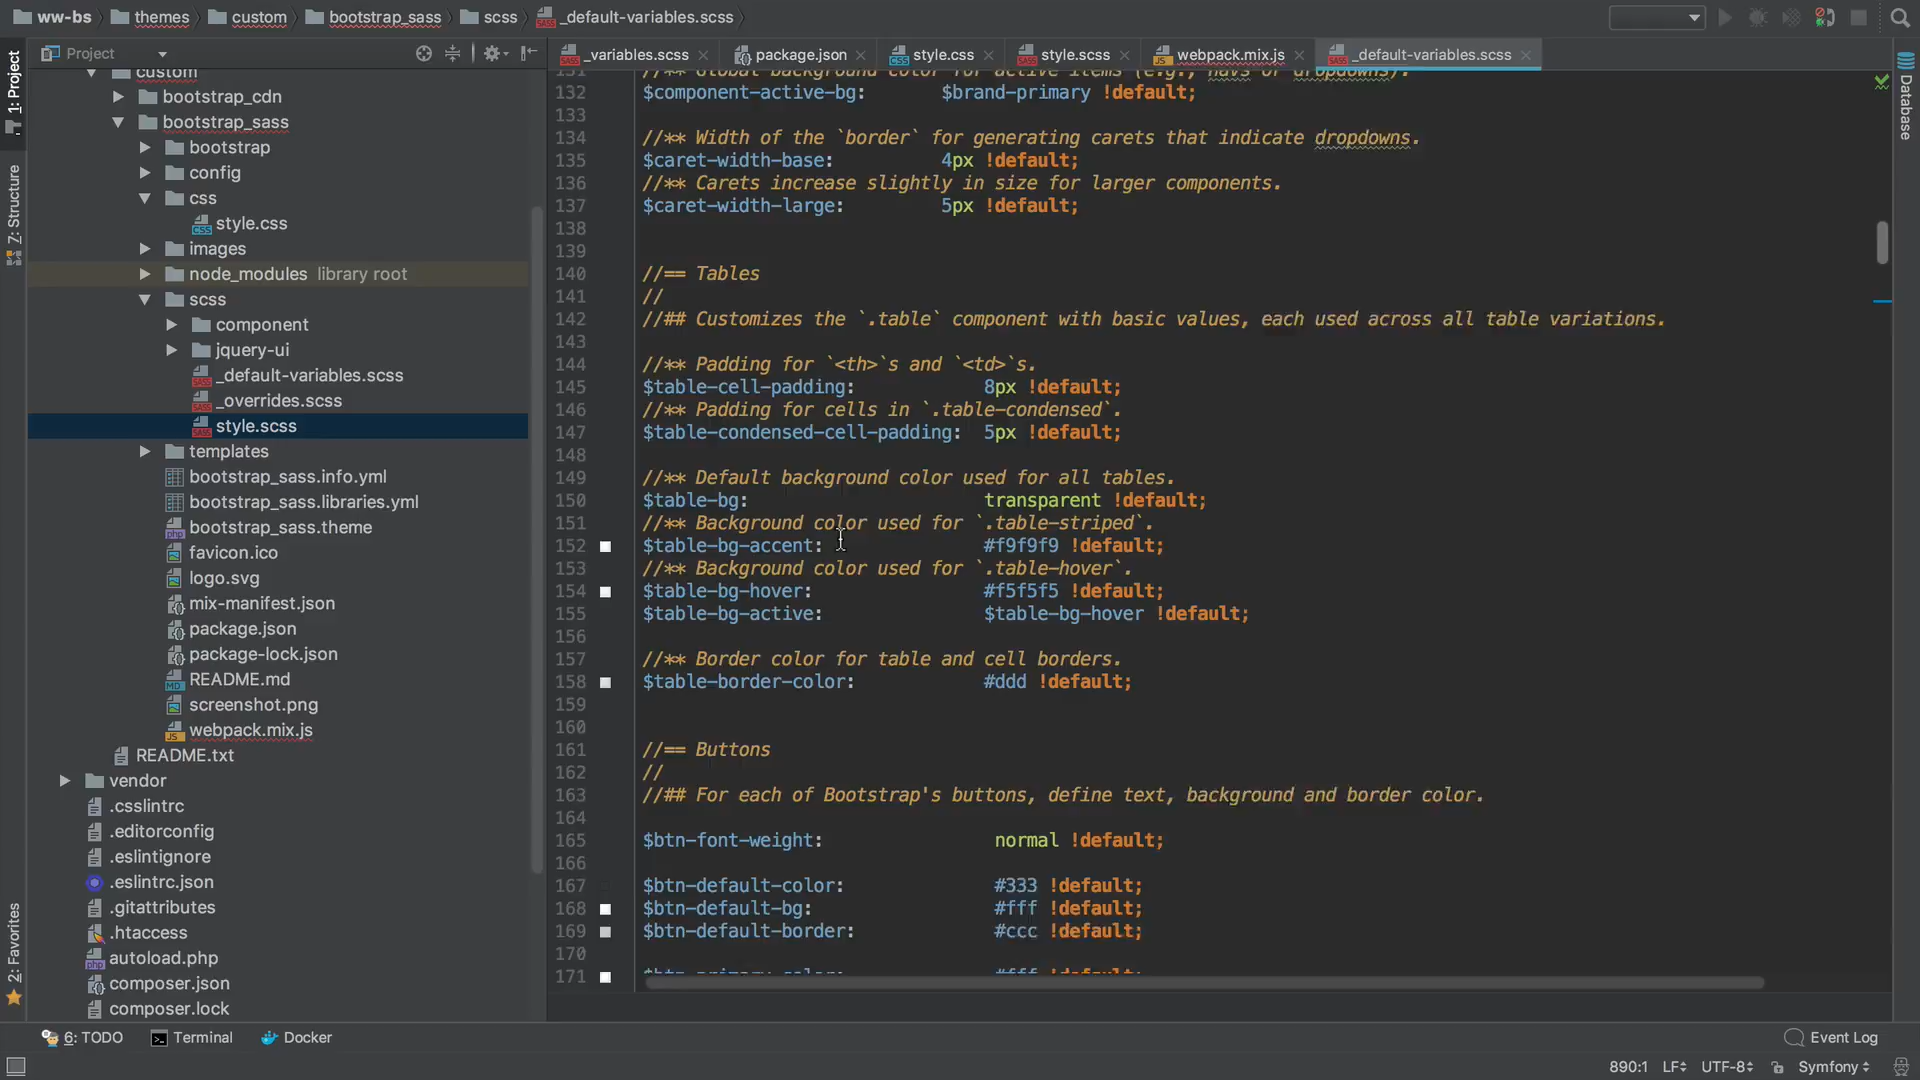 ww-bs themes custom bootstrap_sass scss _default-variables.scss
Project
_variables.scss package.json style.css style.scss webpack.mix.js _default-variables.scss
1: Project
Z: Structure
2: Favorites
Database
custom
bootstrap_cdn
bootstrap_sass
bootstrap
config
css
style.css
images
node_modules library root
scss
component
jquery-ui
_default-variables.scss
_overrides.scss
style.scss
templates
bootstrap_sass.info.yml
bootstrap_sass.libraries.yml
bootstrap_sass.theme
favicon.ico
logo.svg
mix-manifest.json
package.json
package-lock.json
README.md
screenshot.png
webpack.mix.js
README.txt
vendor
.csslintrc
.editorconfig
.eslintignore
.eslintrc.json
.gitattributes
.htaccess
autoload.php
composer.json
composer.lock
131 //** Global background color for active items (e.g., navs or dropdowns).
132 $component-active-bg: $brand-primary !default;
133
134 //** Width of the `border` for generating carets that indicate dropdowns.
135 $caret-width-base: 4px !default;
136 //** Carets increase slightly in size for larger components.
137 $caret-width-large: 5px !default;
138
139
140 //== Tables
141 //
142 //## Customizes the `.table` component with basic values, each used across all table variations.
143
144 //** Padding for `<th>`s and `<td>`s.
145 $table-cell-padding: 8px !default;
146 //** Padding for cells in `.table-condensed`.
147 $table-condensed-cell-padding: 5px !default;
148
149 //** Default background color used for all tables.
150 $table-bg: transparent !default;
151 //** Background color used for `.table-striped`.
152 $table-bg-accent: #f9f9f9 !default;
153 //** Background color used for `.table-hover`.
154 $table-bg-hover: #f5f5f5 !default;
155 $table-bg-active: $table-bg-hover !default;
156
157 //** Border color for table and cell borders.
158 $table-border-color: #ddd !default;
159
160
161 //== Buttons
162 //
163 //## For each of Bootstrap's buttons, define text, background and border color.
164
165 $btn-font-weight: normal !default;
166
167 $btn-default-color: #333 !default;
168 $btn-default-bg: #fff !default;
169 $btn-default-border: #ccc !default;
170
171 $btn-primary-color: #fff !default;
6: TODO Terminal Docker Event Log
890:1 LF UTF-8 Symfony